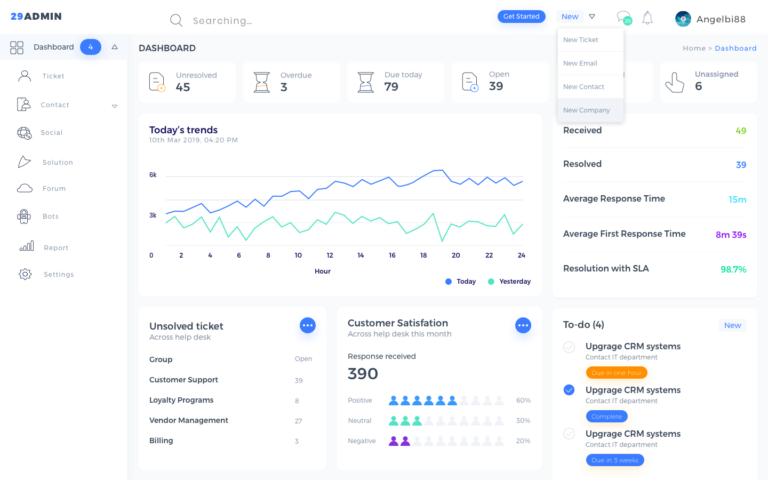 29ADMIN
Searching...
Get Started
New
Angelbi88
Dashboard 4
Ticket
Contact
Social
Solution
Forum
Bots
Report
Settings
DASHBOARD
Home > Dashboard
New Ticket
New Email
New Contact
New Company
Unresolved
45
Overdue
3
Due today
79
Open
39
Unassigned
6
Today's trends
10th Mar 2019, 04:20 PM
6k
3k
0 2 4 6 8 10 12 14 16 18 20 22 24
Hour
Today Yesterday
Received 49
Resolved 39
Average Response Time 15m
Average First Response Time 8m 39s
Resolution with SLA 98.7%
Unsolved ticket
Across help desk
Group Open
Customer Support 39
Loyalty Programs 8
Vendor Management 27
Billing 3
Customer Satisfation
Across help desk this month
Response received
390
Positive 60%
Neutral 30%
Negative 20%
To-do (4) New
Upgrage CRM systems
Contact IT department
Due in one hour
Upgrage CRM systems
Contact IT department
Complete
Upgrage CRM systems
Contact IT department
Due in 3 weeks